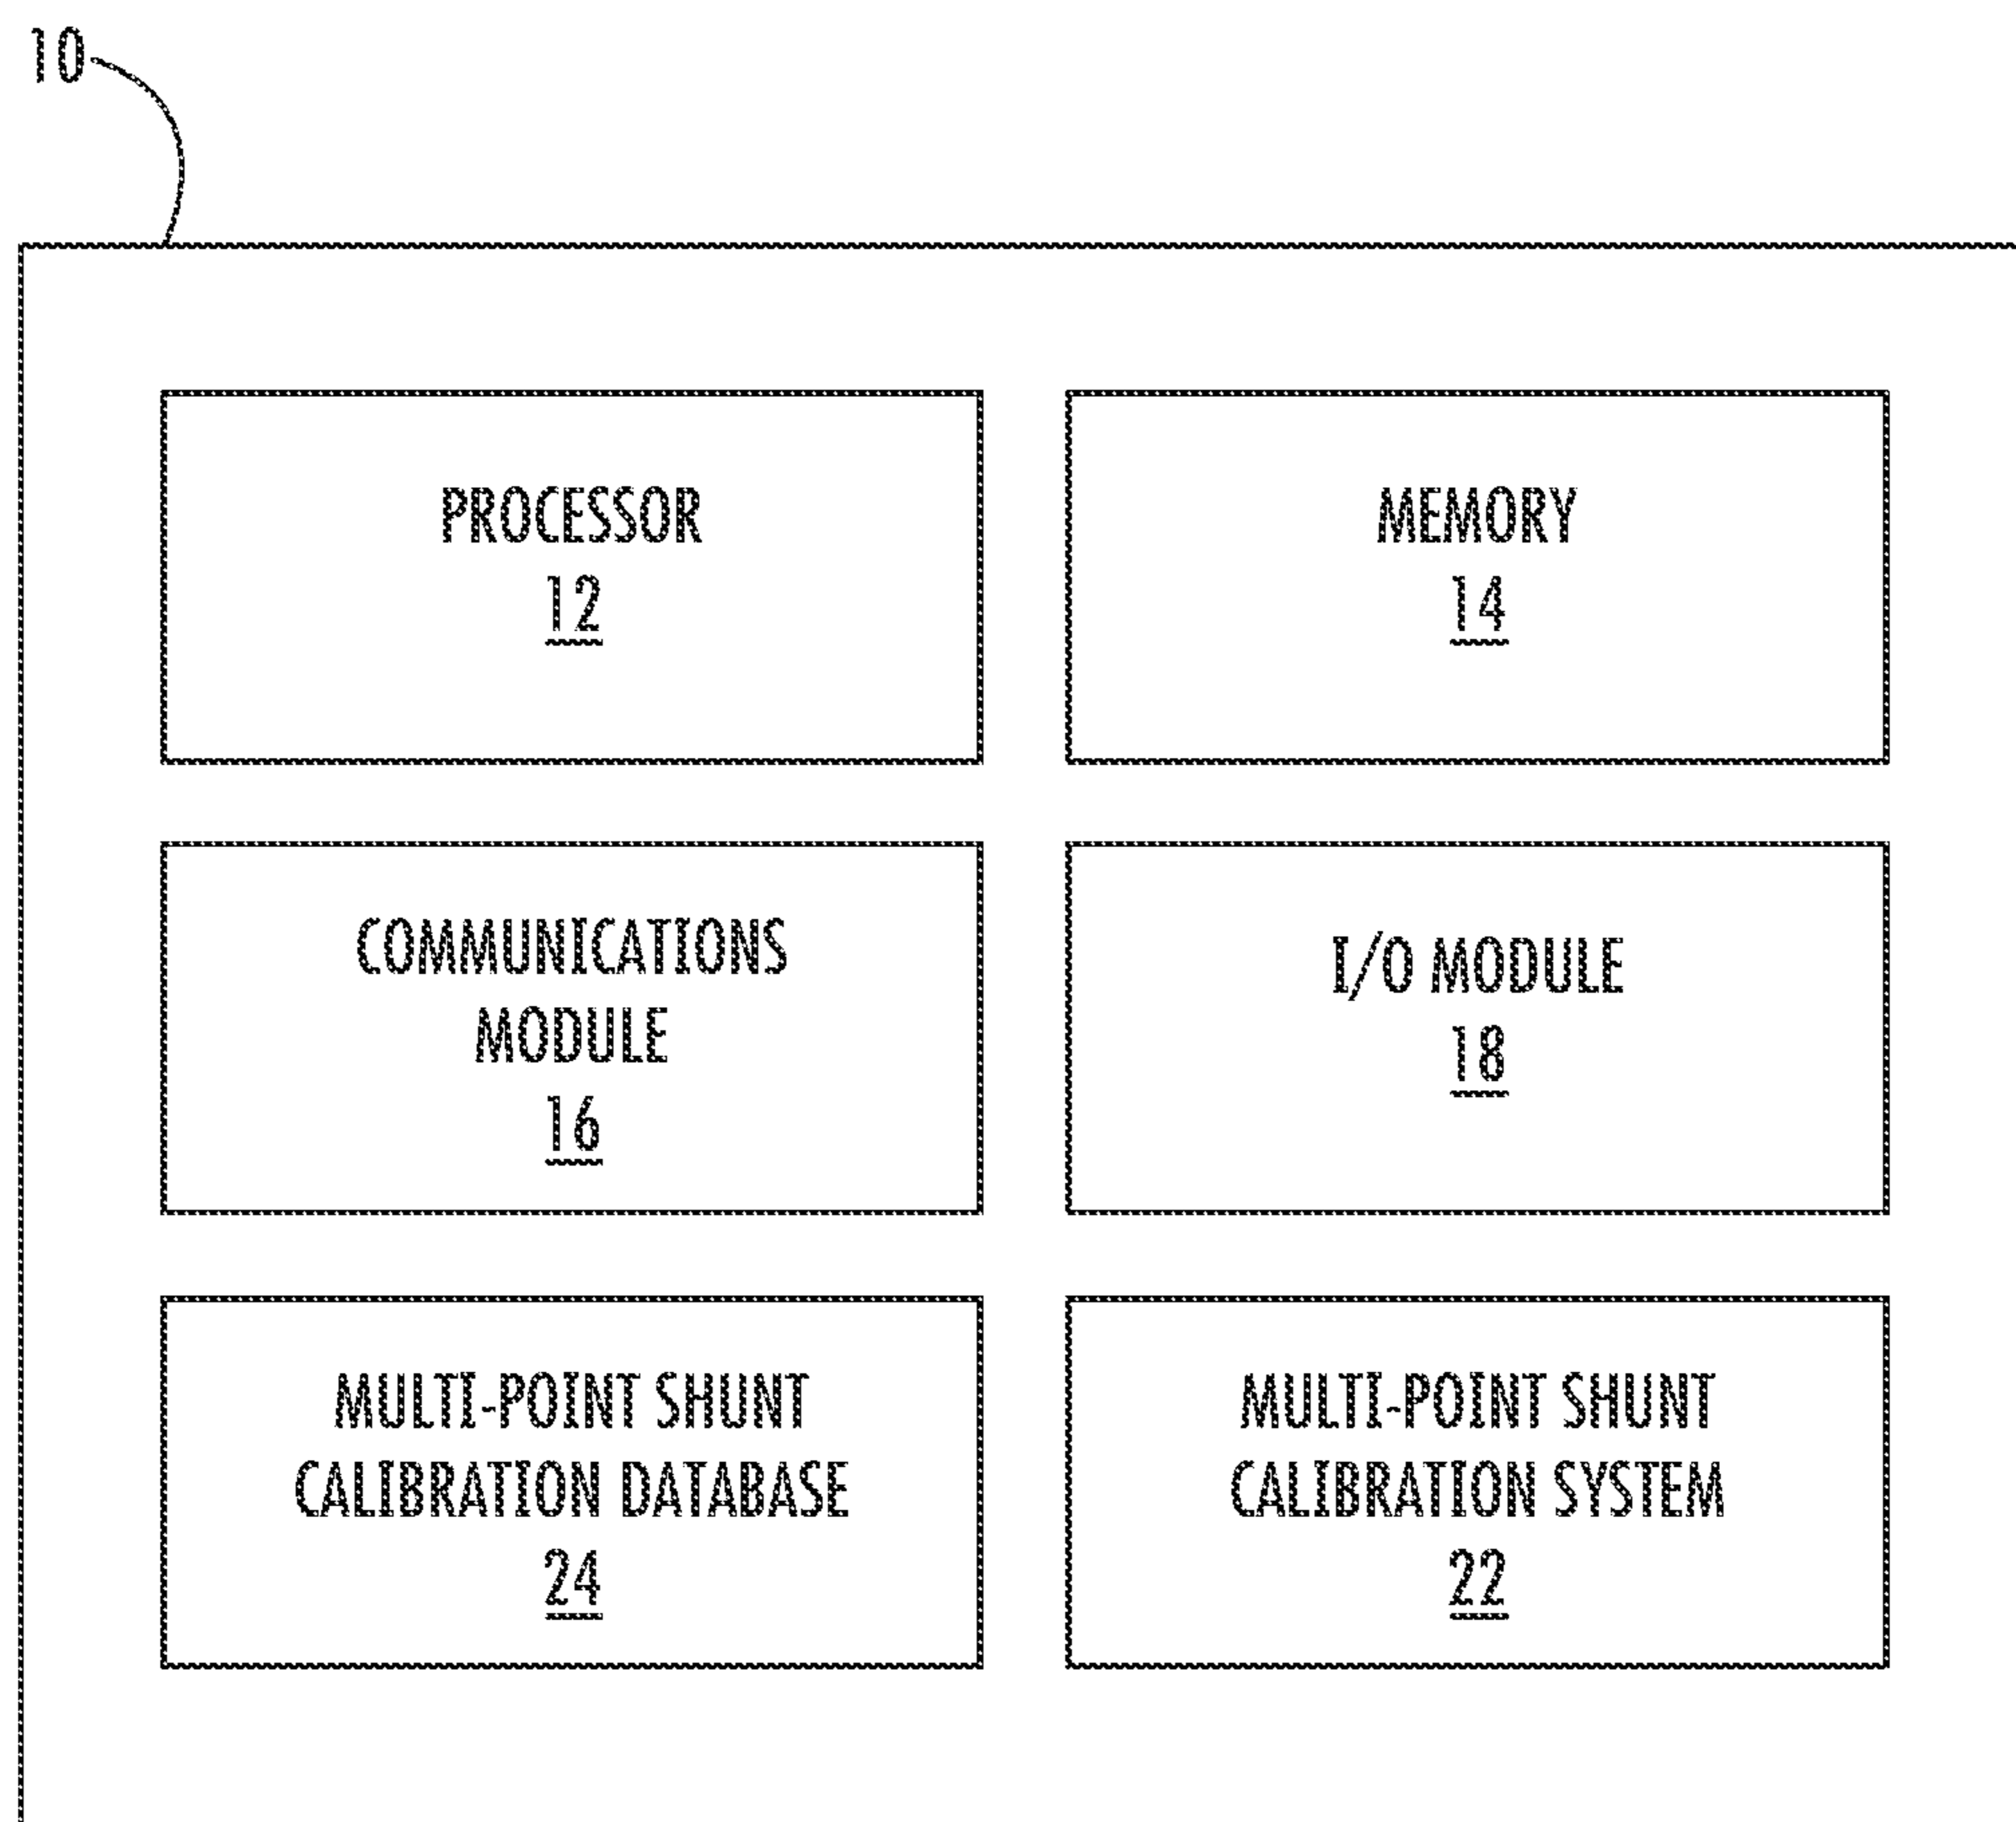 10
PROCESSOR
12
MEMORY
14
COMMUNICATIONS
MODULE
16
I/O MODULE
18
MULTI-POINT SHUNT
CALIBRATION DATABASE
24
MULTI-POINT SHUNT
CALIBRATION SYSTEM
22